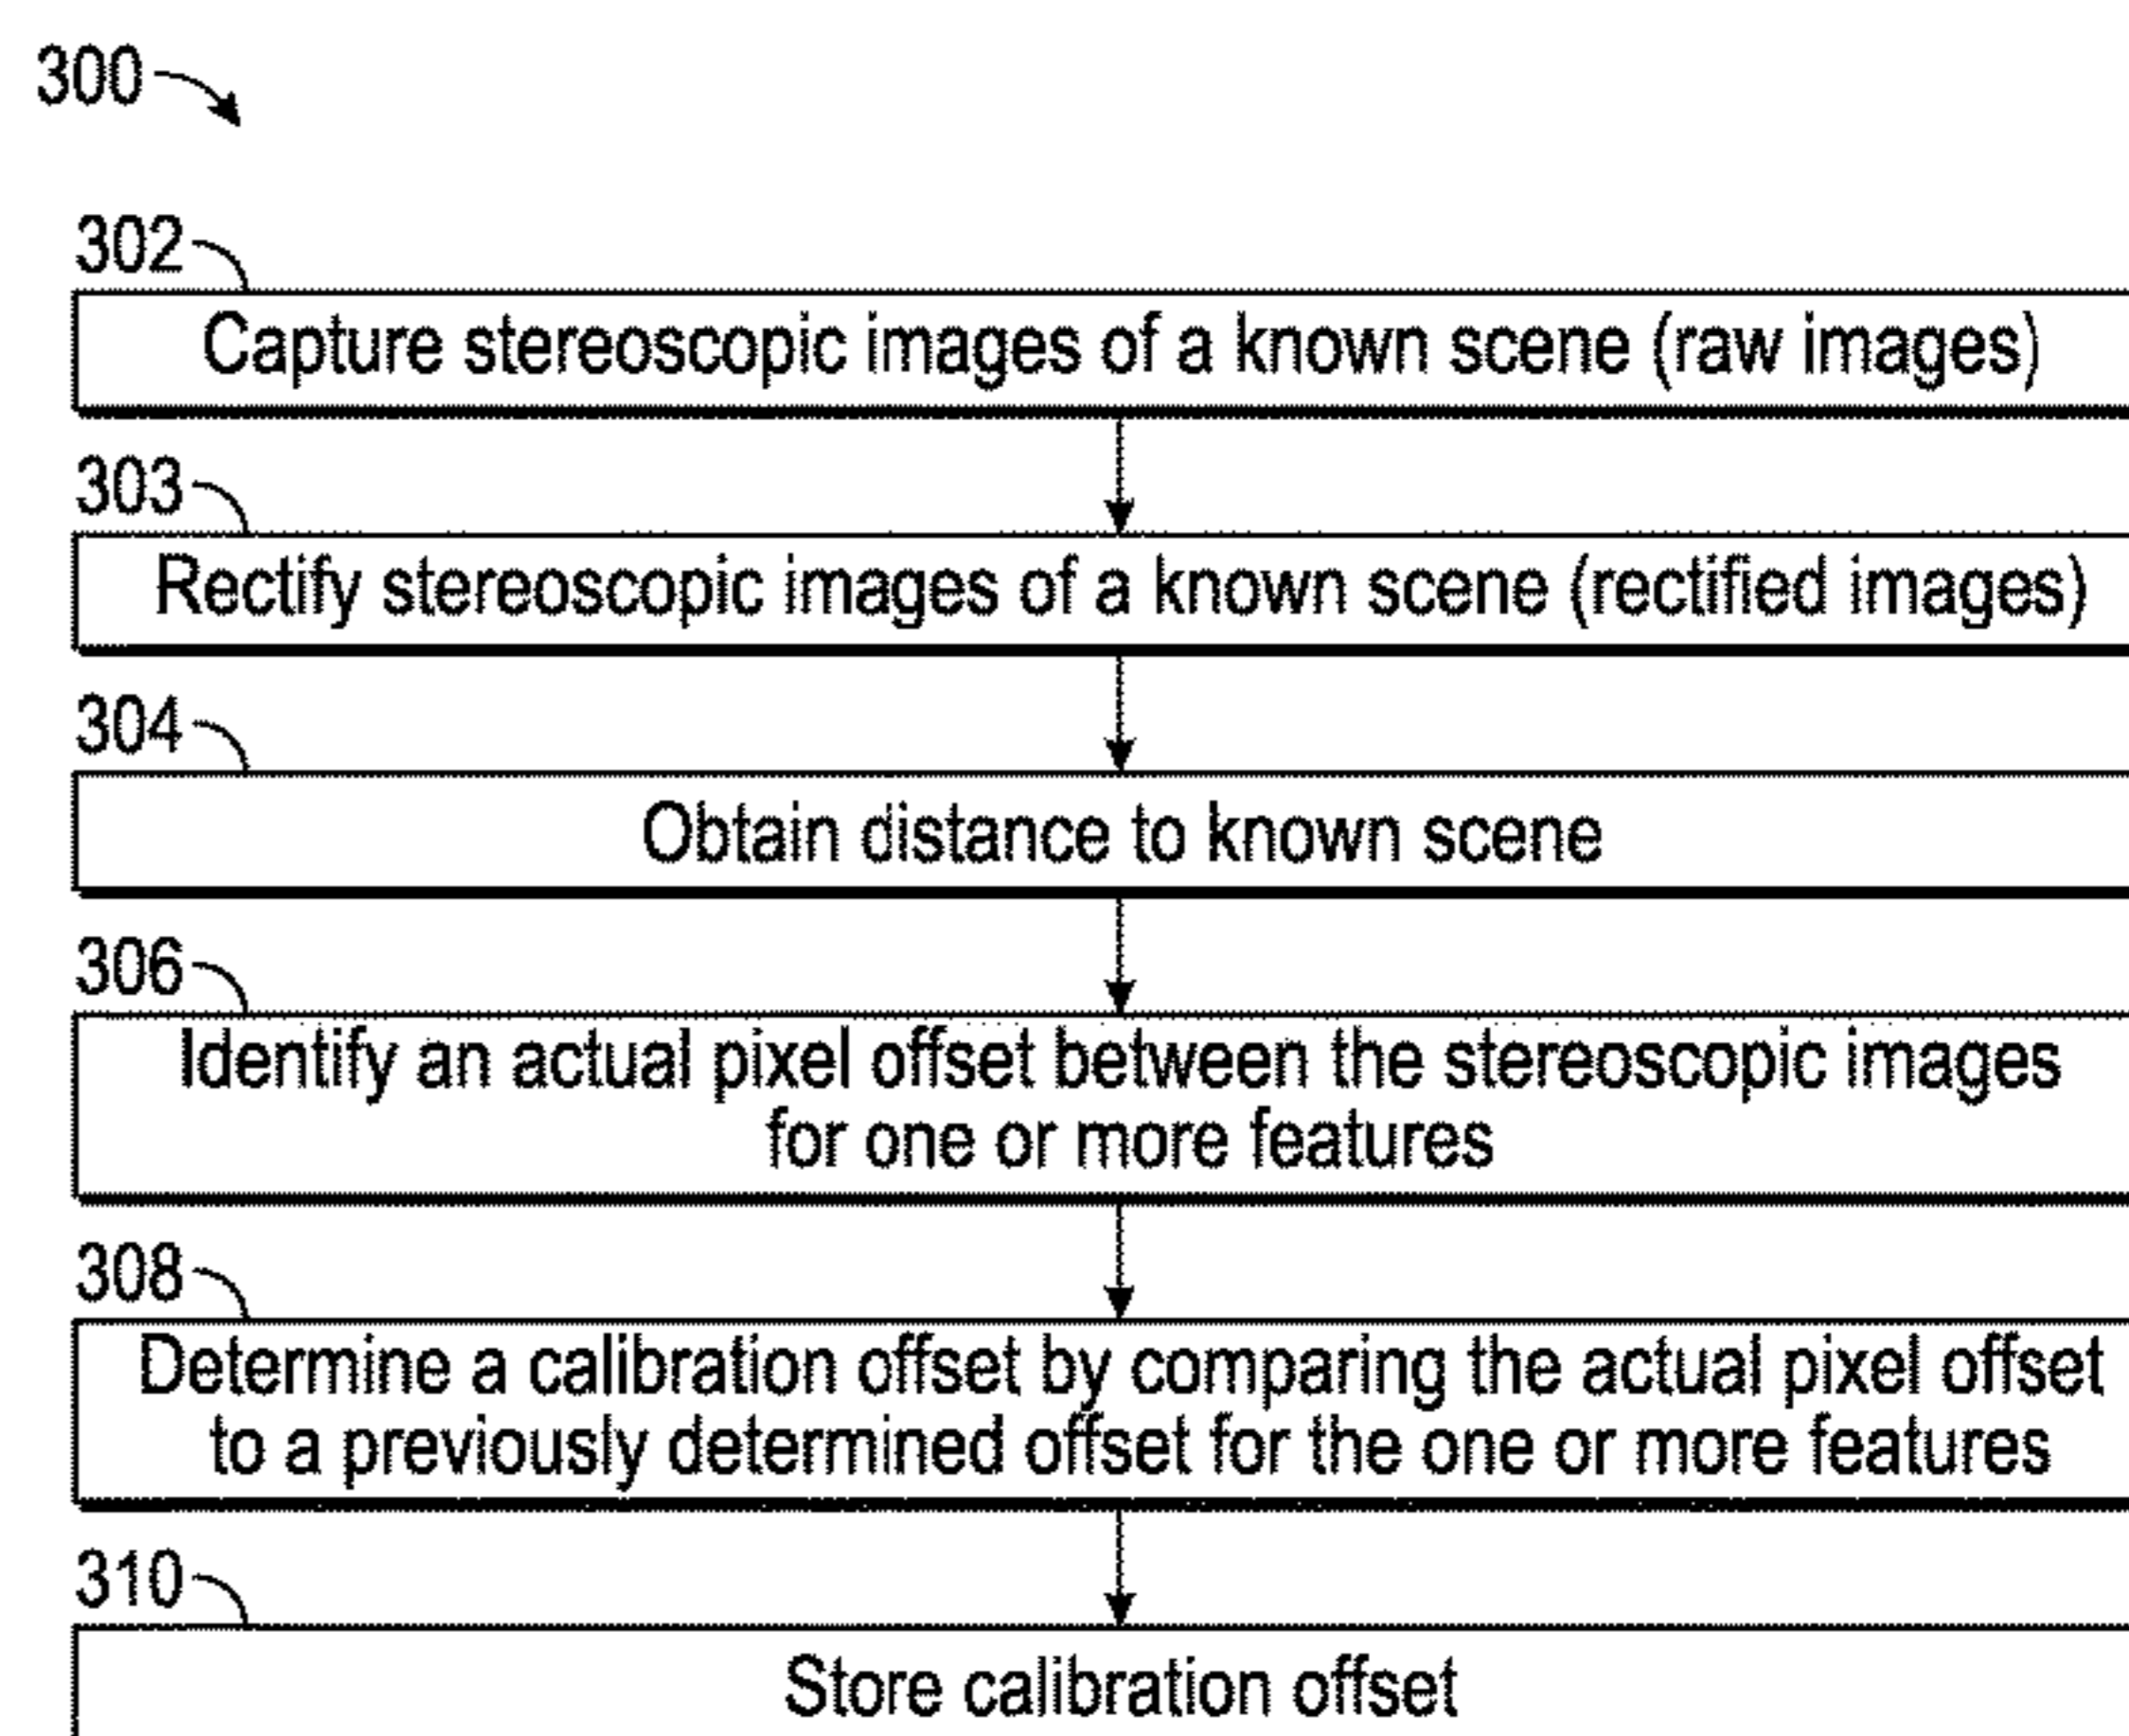 300
302
Capture stereoscopic images of a known scene (raw images)
303
Rectify stereoscopic images of a known scene (rectified images)
304
Obtain distance to known scene
306
Identify an actual pixel offset between the stereoscopic images
for one or more features
308
Determine a calibration offset by comparing the actual pixel offset
to a previously determined offset for the one or more features
310
Store calibration offset